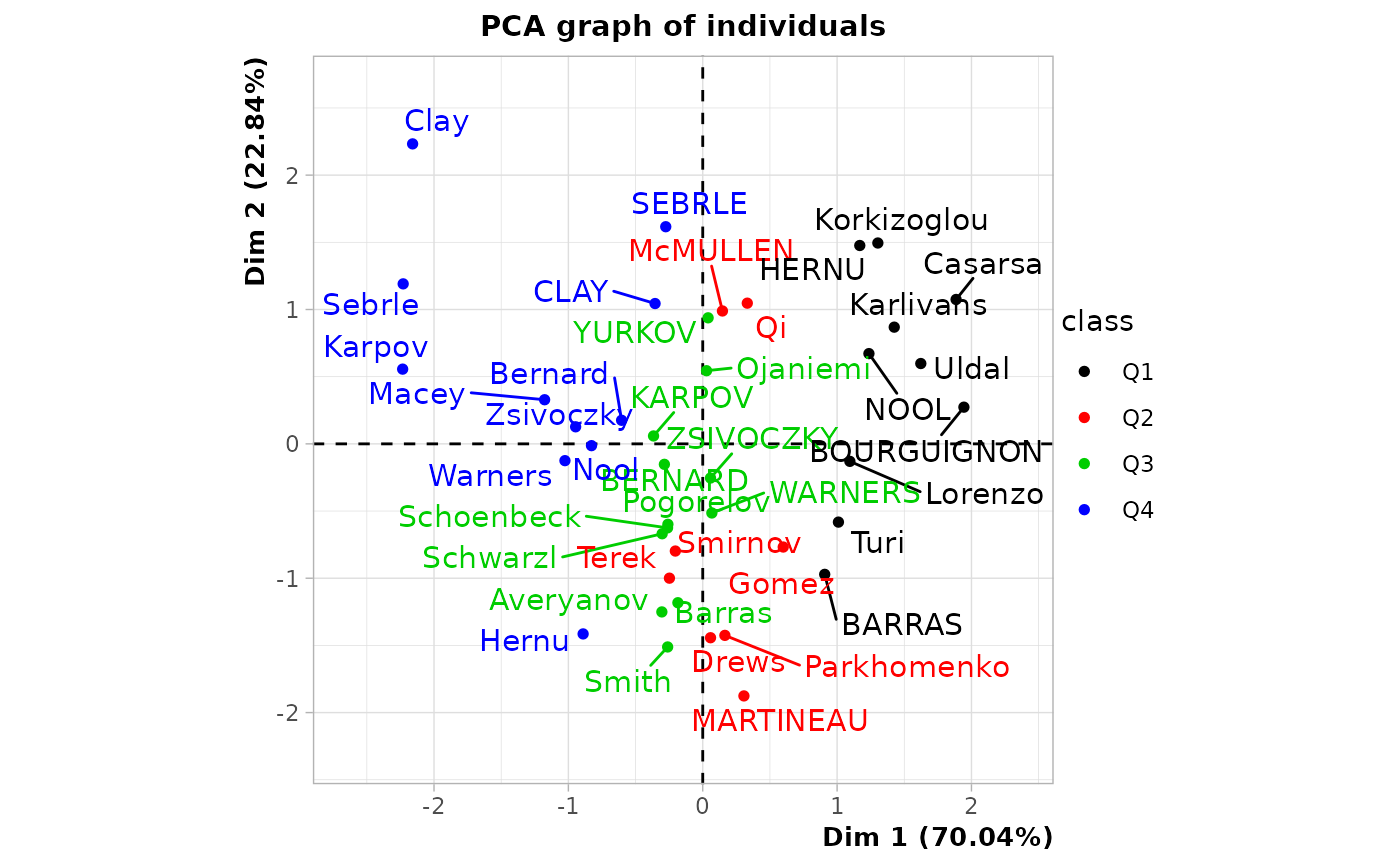 PCA graph of individuals
Dim 2 (22.84%)
Clay
2
SEBRLE
Korkizoglou
McMULLEN
HERNU
Casarsa
CLAY
Sebrle
1
Karlivans
YURKOV
Qi
class
Karpov
Bernard
Ojaniemi
Uldal
Q1
Macey
KARPOV
NOOL
Zsivoczky
Q2
0
ZSIVOCZKY
BOURGUIGNON
Q3
Warners
Nool
BERNARD
Pogorelov
WARNERS
Lorenzo
Q4
Schoenbeck
Schwarzl
Terek
Smirnov
Turi
-1
Gomez
Averyanov
Barras
BARRAS
Hernu
Drews
Parkhomenko
Smith
-2
MARTINEAU
-2
-1
0
1
2
Dim 1 (70.04%)